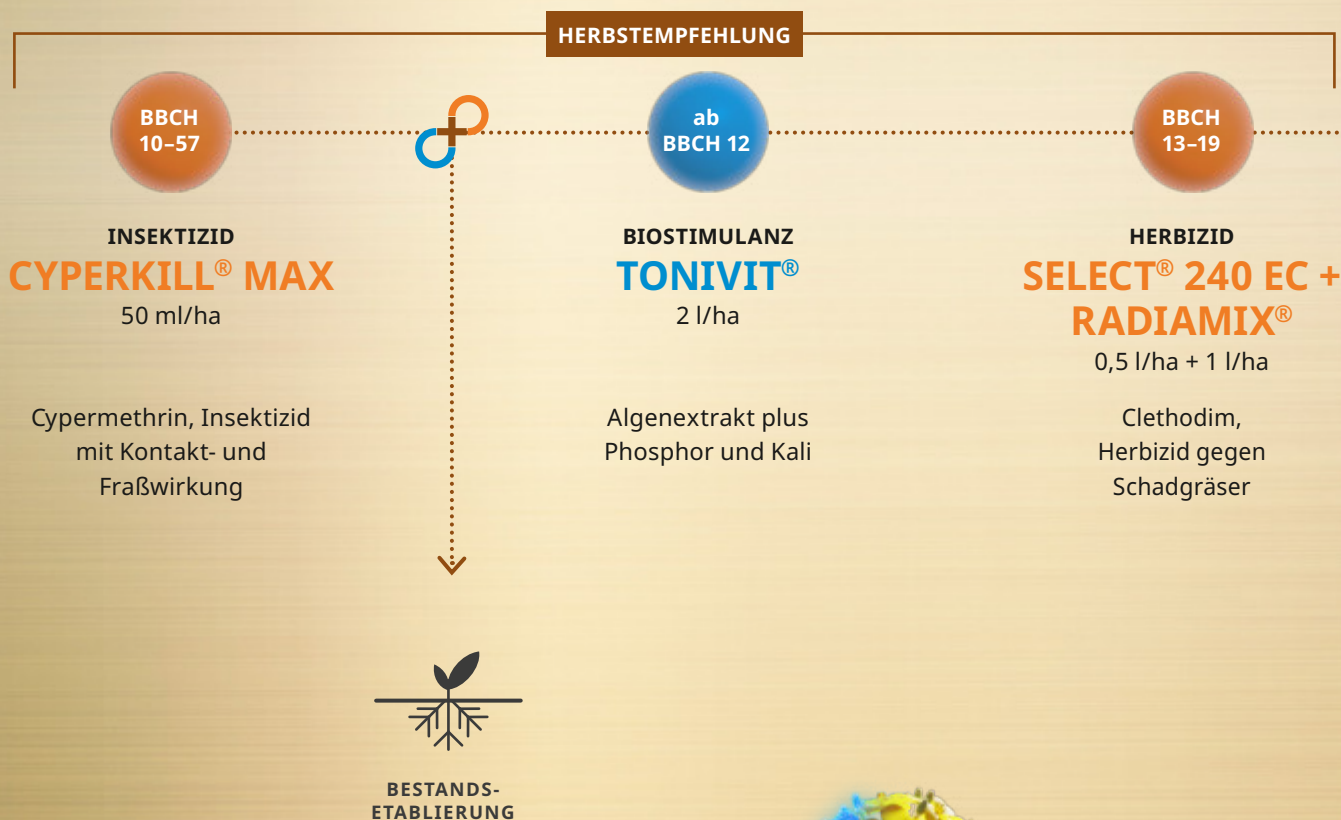 HERBSTEMPFEHLUNG
BBCH
10–57
INSEKTIZID
CYPERKILL® MAX
50 ml/ha
Cypermethrin, Insektizid
mit Kontakt- und
Fraßwirkung
ab
BBCH 12
BIOSTIMULANZ
TONIVIT®
2 l/ha
Algenextrakt plus
Phosphor und Kali
BBCH
13–19
HERBIZID
SELECT® 240 EC +
RADIAMIX®
0,5 l/ha + 1 l/ha
Clethodim,
Herbizid gegen
Schadgräser
BESTANDS-
ETABLIERUNG